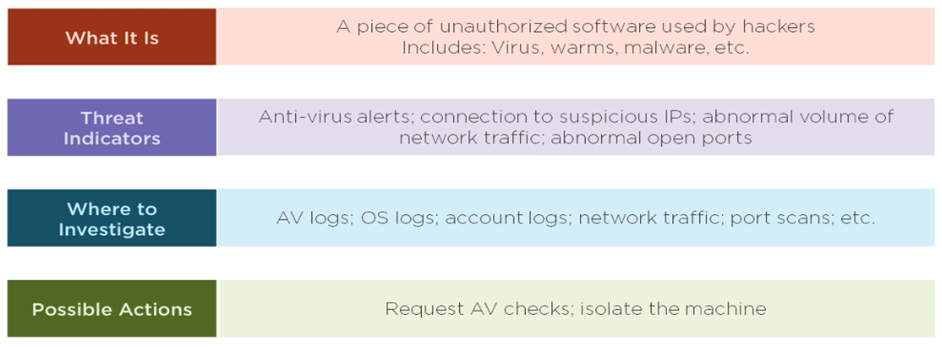 What It Is
A piece of unauthorized software used by hackers
Includes: Virus, warms, malware, etc.
Threat
Indicators
Anti-virus alerts; connection to suspicious IPs; abnormal volume of
network traffic; abnormal open ports
Where to
Investigate
AV logs; OS logs; account logs; network traffic; port scans; etc.
Possible Actions
Request AV checks; isolate the machine